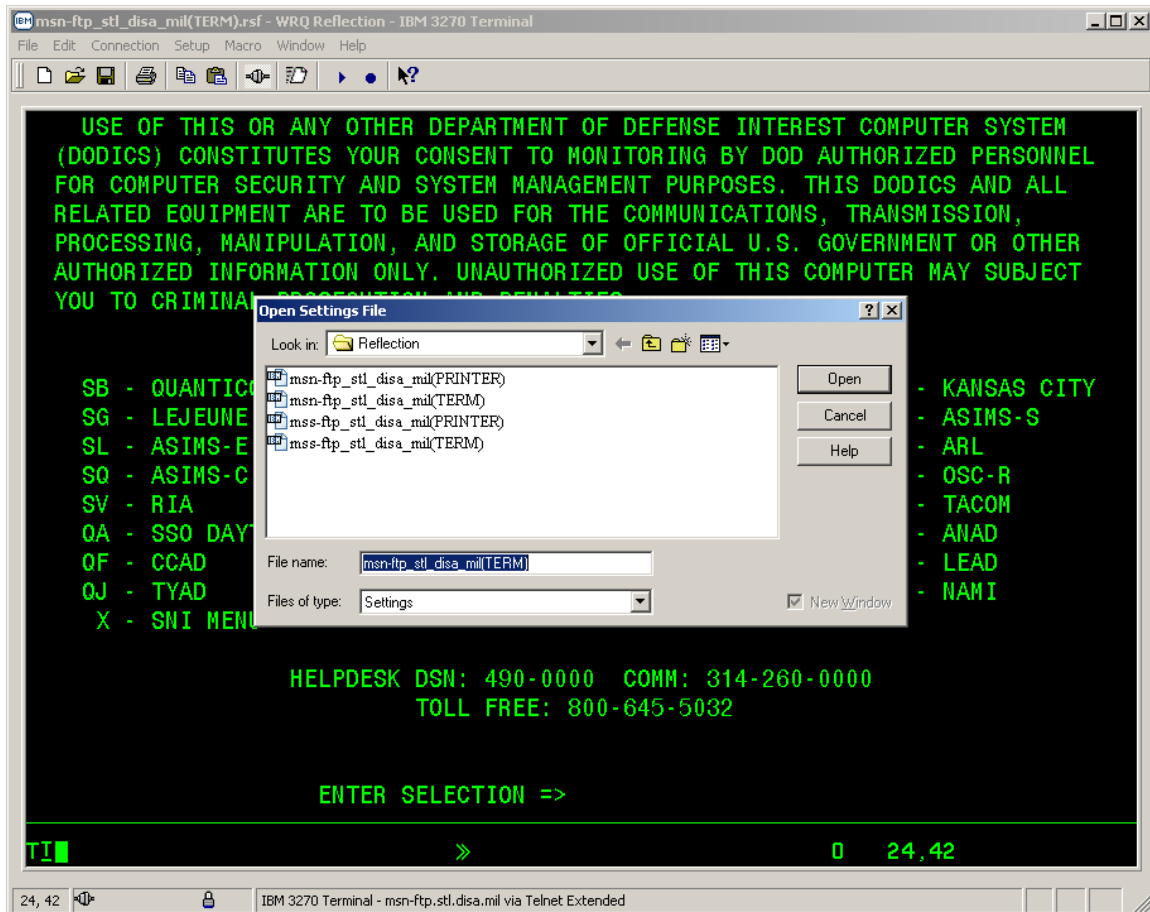 msn-ftp_stl_disa_mil(TERM).rsf - WRQ Reflection - IBM 3270 Terminal
File Edit Connection Setup Macro Window Help
USE OF THIS OR ANY OTHER DEPARTMENT OF DEFENSE INTEREST COMPUTER SYSTEM
(DODICS) CONSTITUTES YOUR CONSENT TO MONITORING BY DOD AUTHORIZED PERSONNEL
FOR COMPUTER SECURITY AND SYSTEM MANAGEMENT PURPOSES. THIS DODICS AND ALL
RELATED EQUIPMENT ARE TO BE USED FOR THE COMMUNICATIONS, TRANSMISSION,
PROCESSING, MANIPULATION, AND STORAGE OF OFFICIAL U.S. GOVERNMENT OR OTHER
AUTHORIZED INFORMATION ONLY. UNAUTHORIZED USE OF THIS COMPUTER MAY SUBJECT
YOU TO CRIMINAL
Open Settings File
Look in: Reflection
msn-ftp_stl_disa_mil(PRINTER)
msn-ftp_stl_disa_mil(TERM)
mss-ftp_stl_disa_mil(PRINTER)
mss-ftp_stl_disa_mil(TERM)
Open
Cancel
Help
File name: msn-ftp_stl_disa_mil(TERM)
Files of type: Settings
New Window
SB - QUANTICO - KANSAS CITY
SG - LEJEUNE - ASIMS-S
SL - ASIMS-E - ARL
SQ - ASIMS-C - OSC-R
SV - RIA - TACOM
QA - SSO DAYT - ANAD
QF - CCAD - LEAD
QJ - TYAD - NAMI
X - SNI MENU
HELPDESK DSN: 490-0000 COMM: 314-260-0000
TOLL FREE: 800-645-5032
ENTER SELECTION =>
TI » O 24,42
24, 42 IBM 3270 Terminal - msn-ftp.stl.disa.mil via Telnet Extended